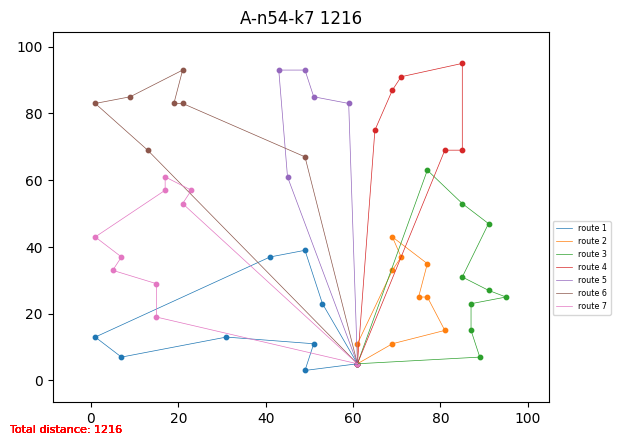 A-n54-k7 1216
100
80
60
40
20
0
0 20 40 60 80 100
route 1
route 2
route 3
route 4
route 5
route 6
route 7
Total distance: 1216